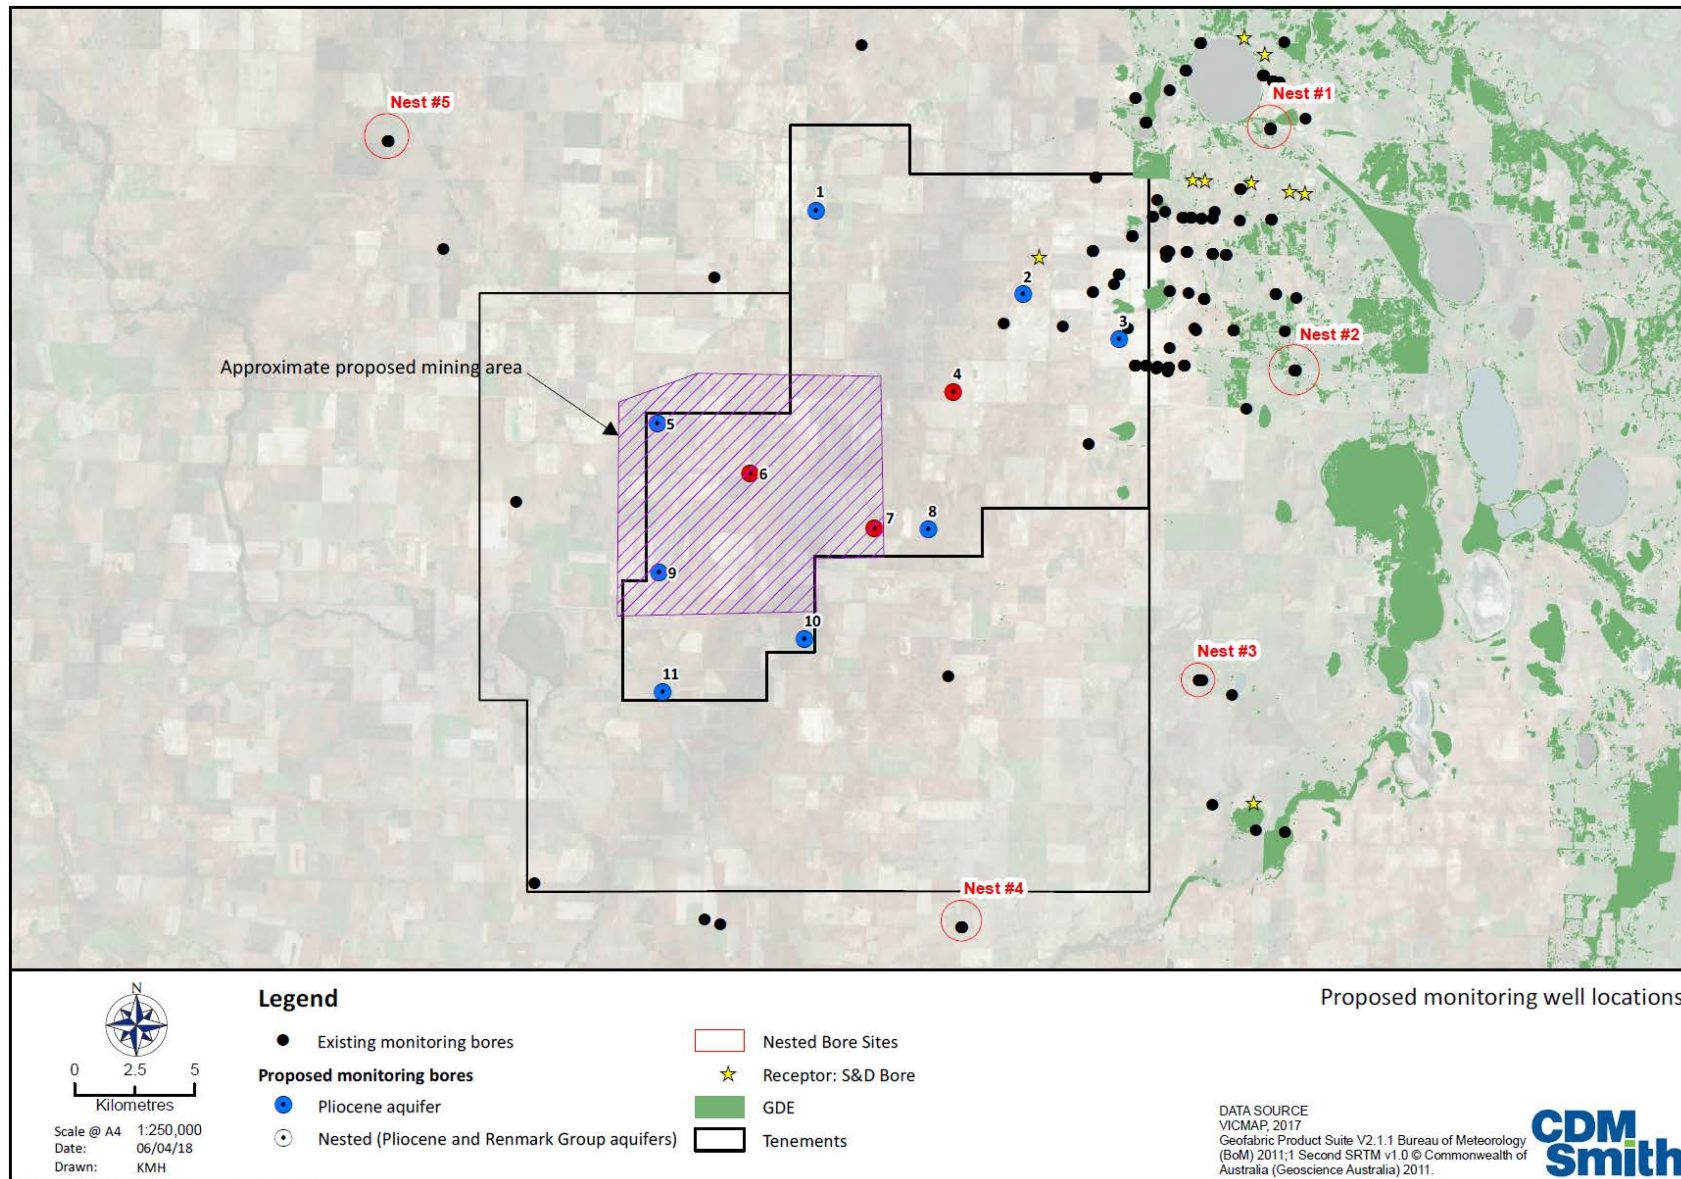 Nest #5
Nest #1
1
2
3
Nest #2
Approximate proposed mining area
4
5
6
7
8
9
10
11
Nest #3
Nest #4
N
0 2.5 5
Kilometres
Scale @ A4 1:250,000
Date: 06/04/18
Drawn: KMH
Legend
Existing monitoring bores
Proposed monitoring bores
Pliocene aquifer
Nested (Pliocene and Renmark Group aquifers)
Nested Bore Sites
Receptor: S&D Bore
GDE
Tenements
Proposed monitoring well locations
DATA SOURCE
VICMAP, 2017
Geofabric Product Suite V2.1.1 Bureau of Meteorology
(BoM) 2011;1 Second SRTM v1.0 © Commonwealth of
Australia (Geoscience Australia) 2011.
CDM
Smith